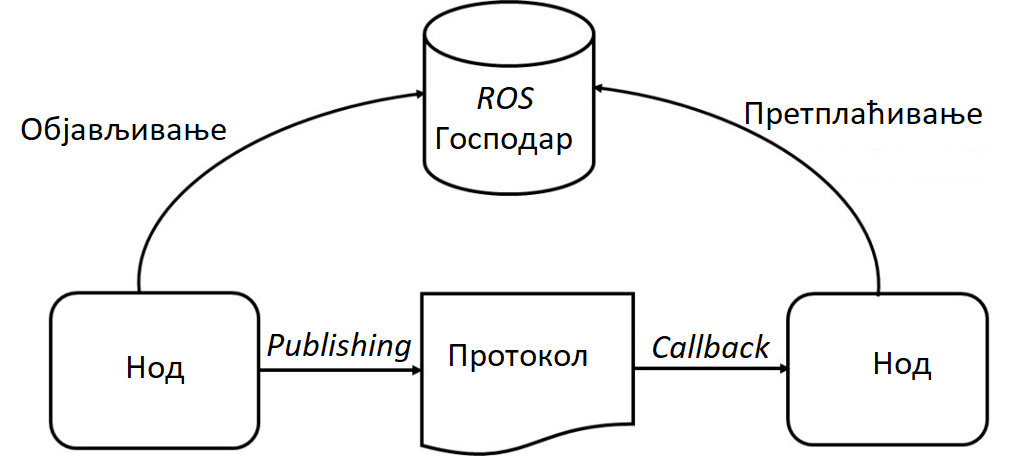 ROS
Господар
Објављивање
Претплаћивање
Нод
Publishing
Протокол
Callback
Нод